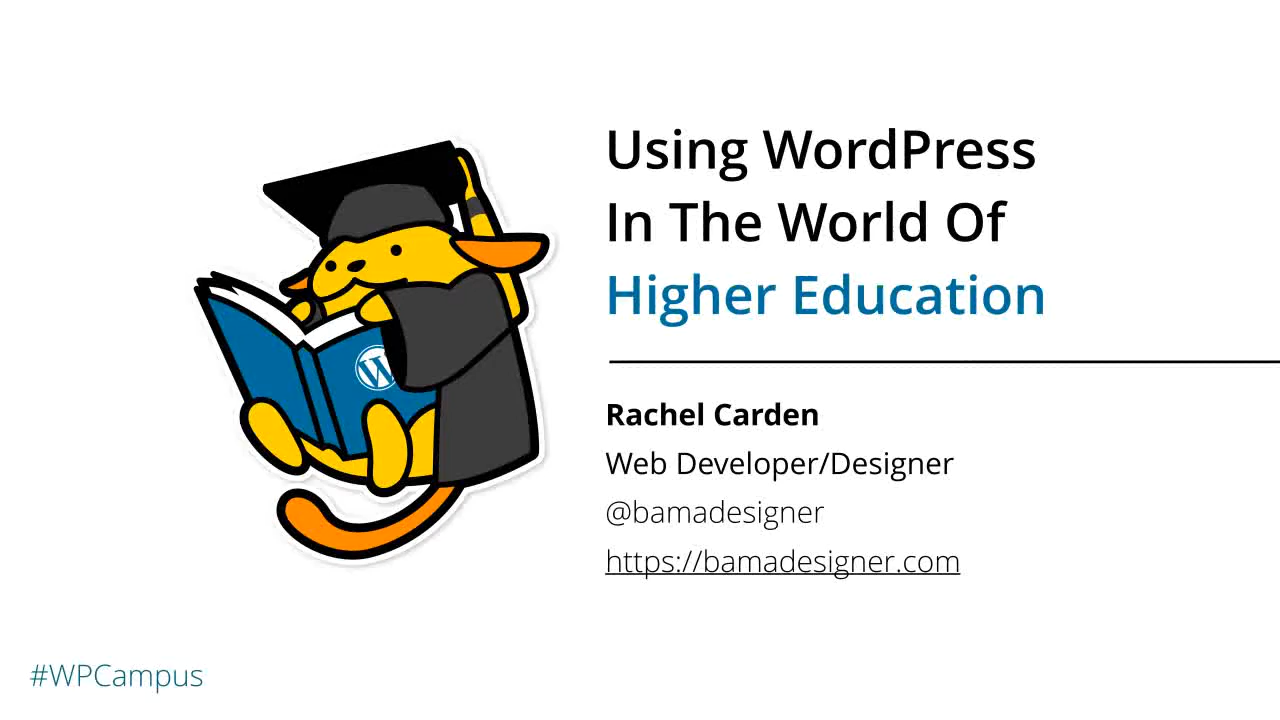 Using WordPress
In The World Of
Higher Education
Rachel Carden
Web Developer/Designer
@bamadesigner
https://bamadesigner.com
#WPCampus